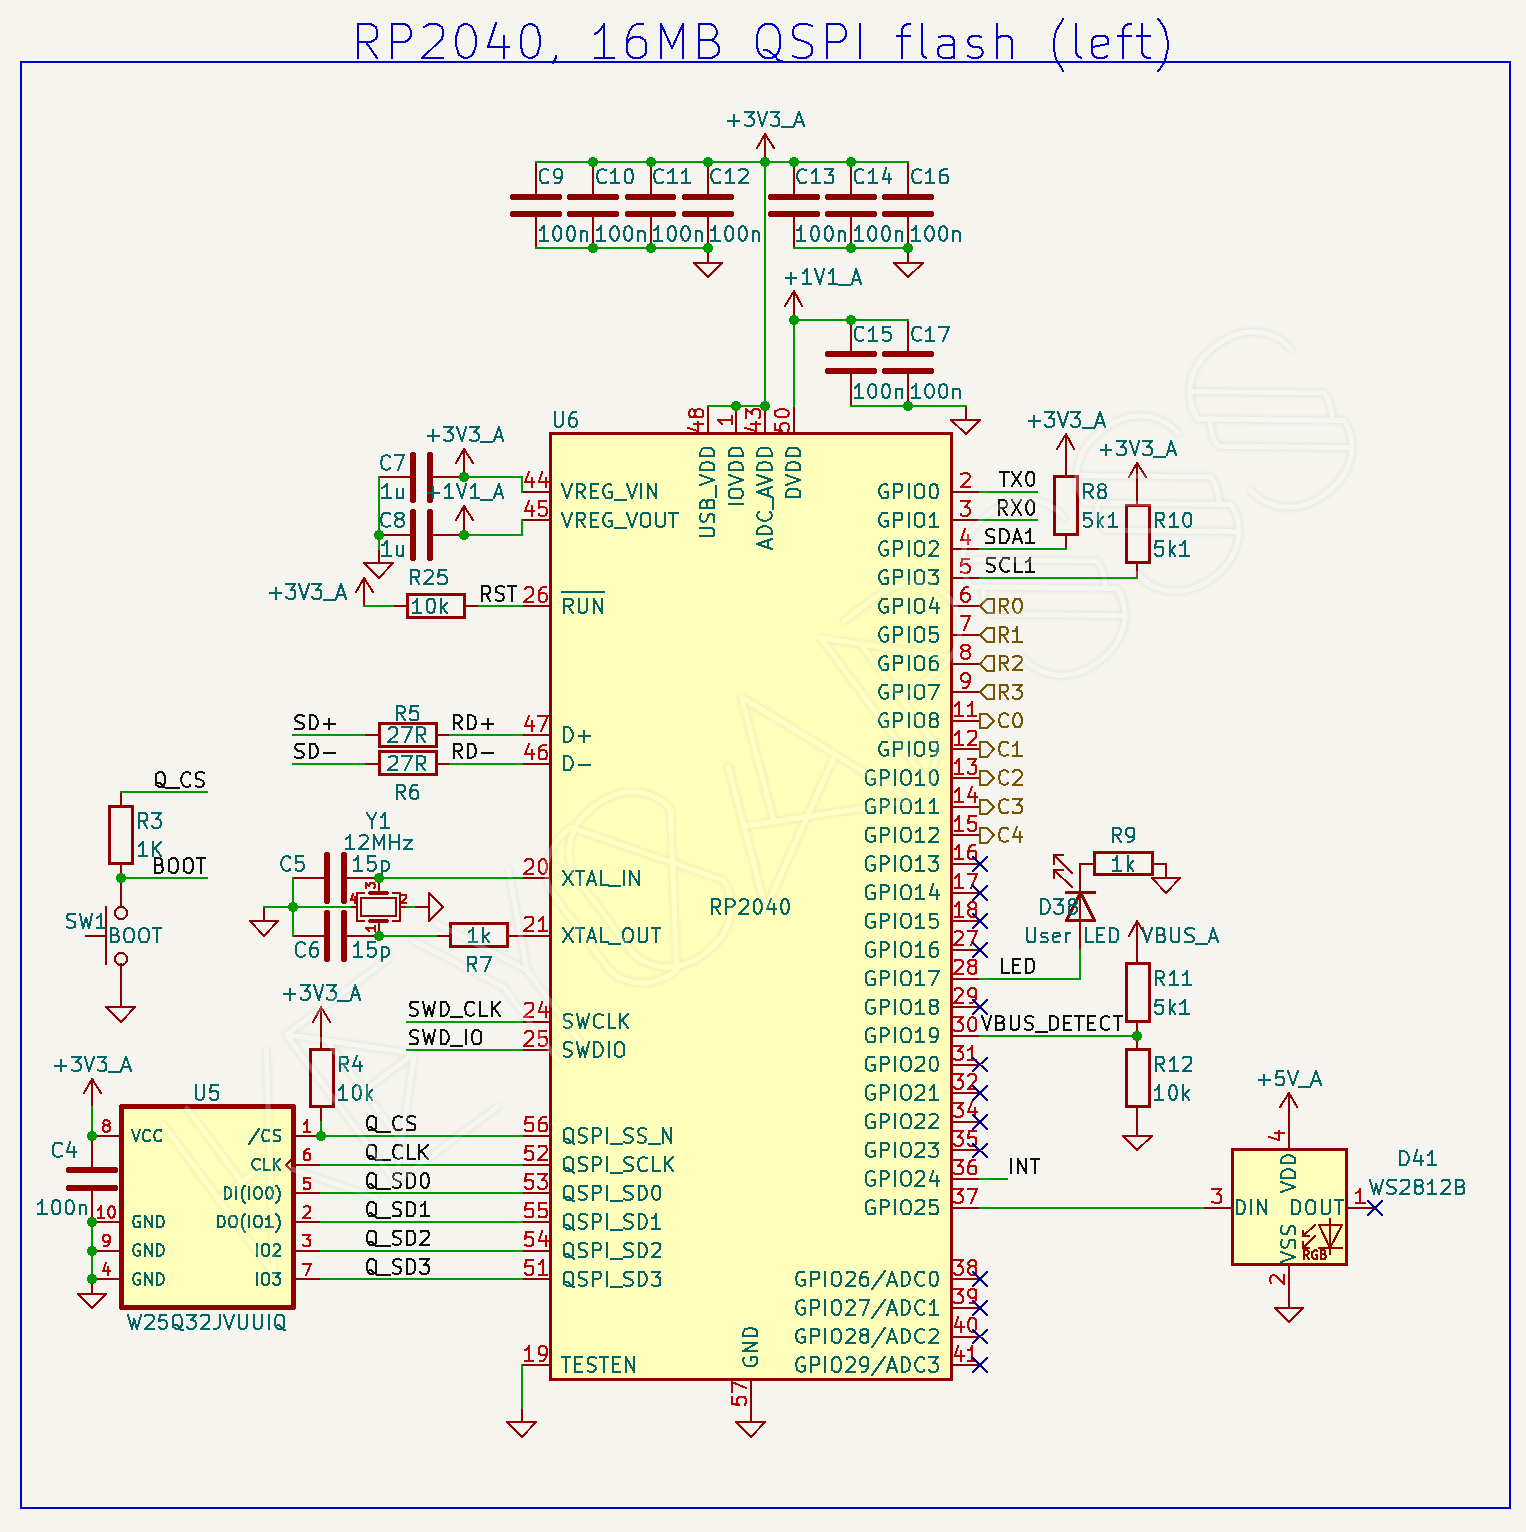 RP2040, 16MB QSPI flash (left)
+3V3_A
C9 C10 C11 C12 C13 C14 C16
100n 100n 100n 100n 100n 100n 100n
+1V1_A
C15 C17
100n 100n
U6
48 1 43 50
USB_VDD IOVDD ADC_AVDD DVDD
+3V3_A
C7
1u
+1V1_A
C8
1u
44 VREG_VIN
45 VREG_VOUT
+3V3_A
R25
10k
RST
26 RUN
SD+ R5 27R RD+ 47 D+
SD- 27R R6 RD- 46 D-
Q_CS
R3
1K
BOOT
SW1
BOOT
Y1
12MHz
C5 15p
3
4 2
1
C6 15p
1k
R7
20 XTAL_IN
21 XTAL_OUT
RP2040
SWD_CLK 24 SWCLK
SWD_IO 25 SWDIO
+3V3_A
R4
10k
+3V3_A
C4
100n
U5
8 VCC /CS 1
CLK 6
DI(IO0) 5
10 GND DO(IO1) 2
9 GND IO2 3
4 GND IO3 7
W25Q32JVUUIQ
Q_CS 56 QSPI_SS_N
Q_CLK 52 QSPI_SCLK
Q_SD0 53 QSPI_SD0
Q_SD1 55 QSPI_SD1
Q_SD2 54 QSPI_SD2
Q_SD3 51 QSPI_SD3
19 TESTEN
GND 57
GPIO0 2 TX0
GPIO1 3 RX0
GPIO2 4 SDA1
GPIO3 5 SCL1
+3V3_A
R8
5k1
+3V3_A
R10
5k1
GPIO4 6 R0
GPIO5 7 R1
GPIO6 8 R2
GPIO7 9 R3
GPIO8 11 C0
GPIO9 12 C1
GPIO10 13 C2
GPIO11 14 C3
GPIO12 15 C4
GPIO13 16
GPIO14 17
GPIO15 18
GPIO16 27
GPIO17 28 LED
GPIO18 29
GPIO19 30 VBUS_DETECT
GPIO20 31
GPIO21 32
GPIO22 34
GPIO23 35
GPIO24 36 INT
GPIO25 37
GPIO26/ADC0 38
GPIO27/ADC1 39
GPIO28/ADC2 40
GPIO29/ADC3 41
R9
1k
D38
User LED
VBUS_A
R11
5k1
R12
10k
+5V_A
4
VDD
3 DIN DOUT 1
VSS
RGB
2
D41
WS2812B